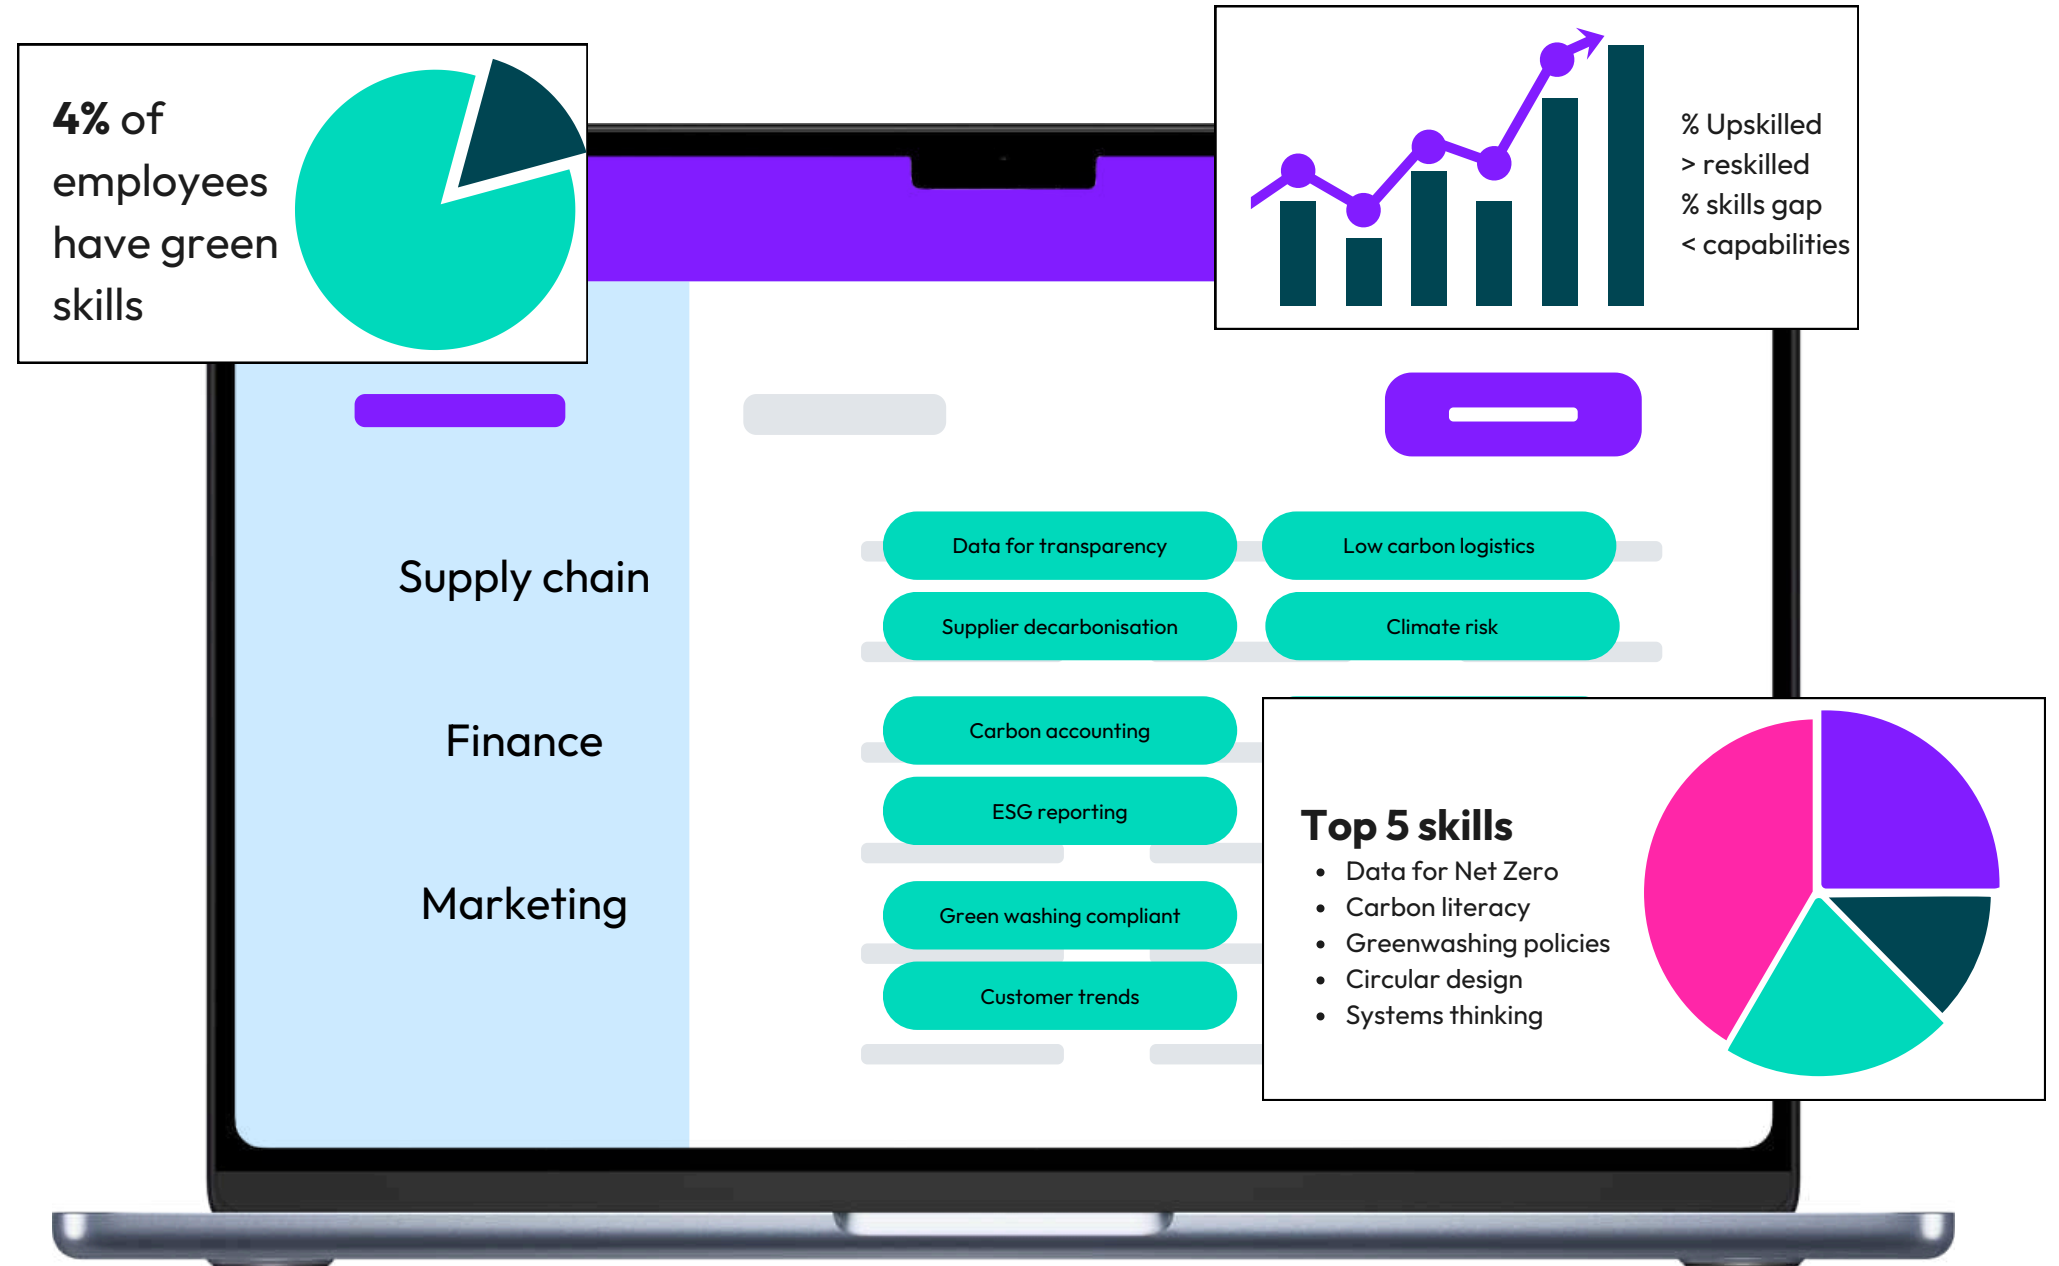 4% of
employees
have green
skills
% Upskilled
> reskilled
% skills gap
< capabilities
Supply chain
Data for transparency
Low carbon logistics
Supplier decarbonisation
Climate risk
Finance
Carbon accounting
ESG reporting
Marketing
Green washing compliant
Customer trends
Top 5 skills
• Data for Net Zero
• Carbon literacy
• Greenwashing policies
• Circular design
• Systems thinking